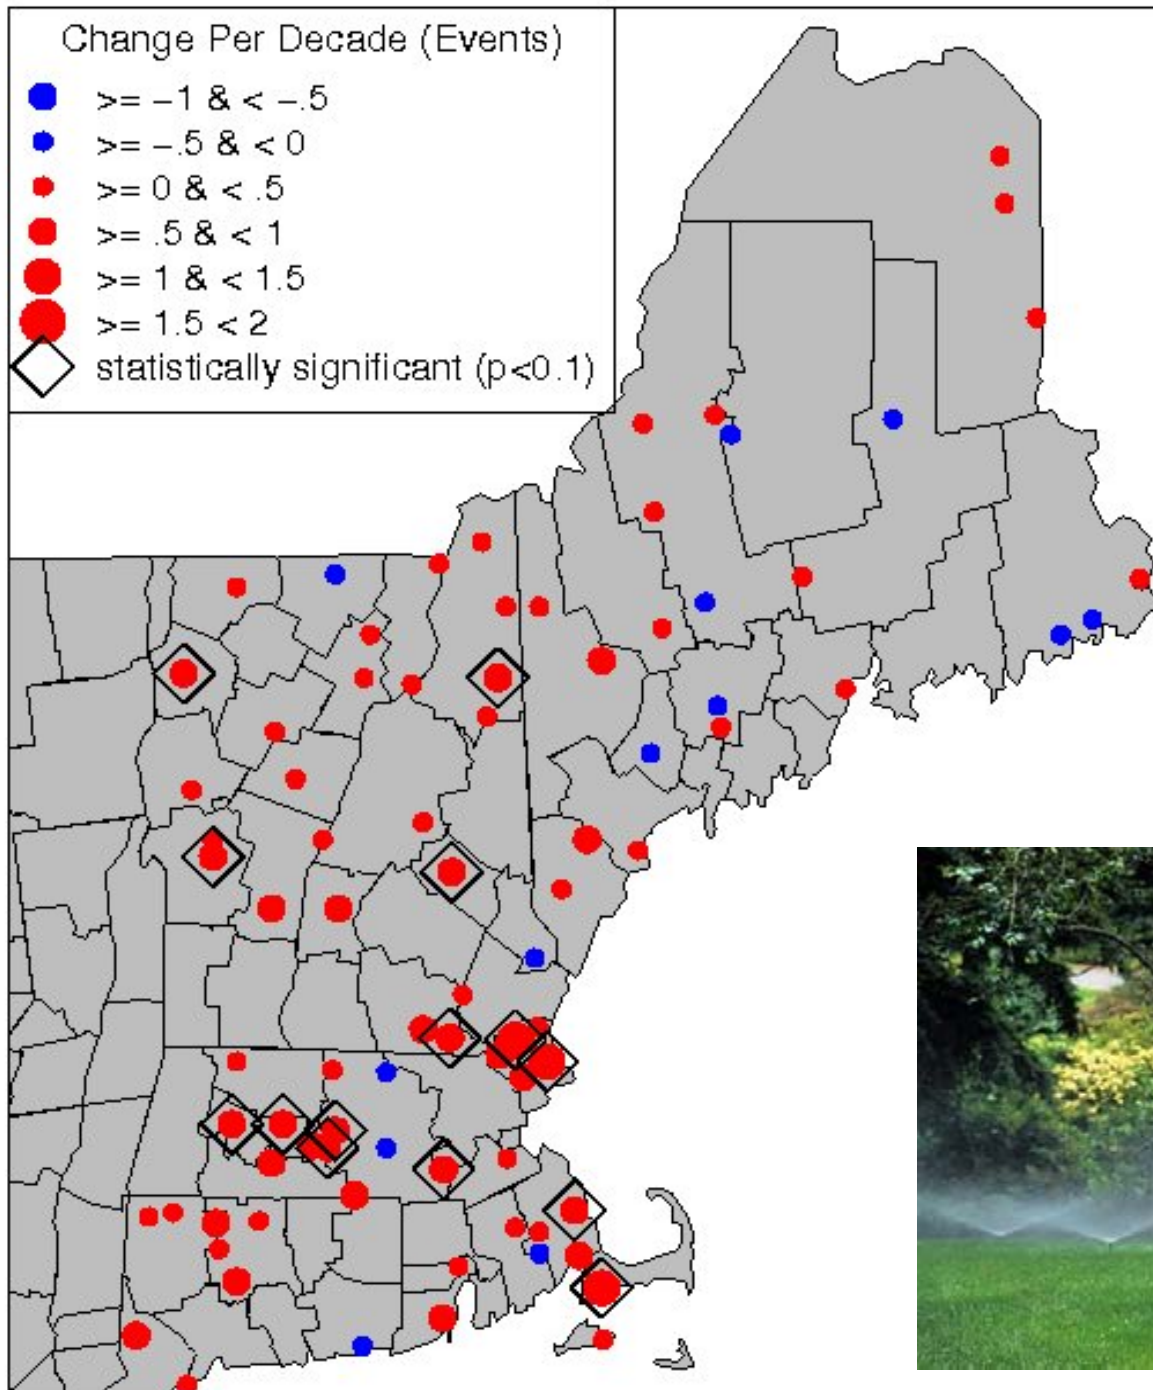 Change Per Decade (Events)
>= -1 & < -.5
>= -.5 & < 0
>= 0 & < .5
>= .5 & < 1
>= 1 & < 1.5
>= 1.5 < 2
statistically significant (p<0.1)